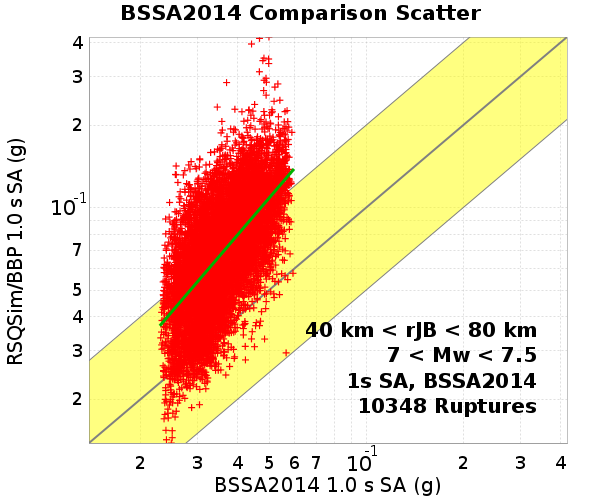 BSSA2014 Comparison Scatter
RSQSim/BBP 1.0 s SA (g)
4
3
2
10-1
7
5
4
3
2
40 km < rJB < 80 km
7 < Mw < 7.5
1s SA, BSSA2014
10348 Ruptures
2 3 4 5 6 7 10-1 2 3 4
BSSA2014 1.0 s SA (g)